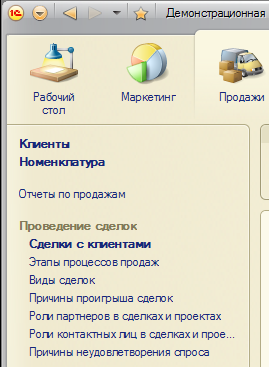 Демонстрационная
Рабочий
стол
Маркетинг
Продажи
Клиенты
Номенклатура
Отчеты по продажам
Проведение сделок
Сделки с клиентами
Этапы процессов продаж
Виды сделок
Причины проигрыша сделок
Роли партнеров в сделках и проектах
Роли контактных лиц в сделках и прое...
Причины неудовлетворения спроса